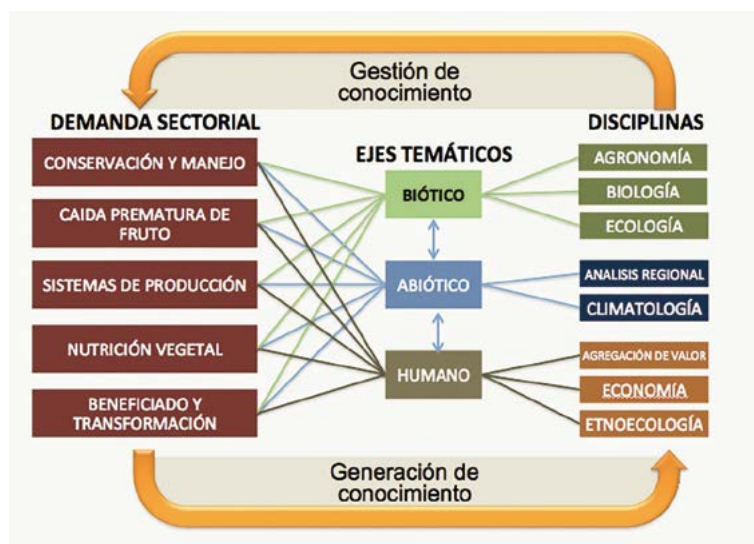 Gestión de
conocimiento
DEMANDA SECTORIAL
CONSERVACIÓN Y MANEJO
CAIDA PREMATURA DE
FRUTO
SISTEMAS DE PRODUCCIÓN
NUTRICIÓN VEGETAL
BENEFICIADO Y
TRANSFORMACIÓN
EJES TEMÁTICOS
BIÓTICO
ABIÓTICO
HUMANO
DISCIPLINAS
AGRONOMÍA
BIOLOGÍA
ECOLOGÍA
ANALISIS REGIONAL
CLIMATOLOGÍA
AGREGACIÓN DE VALOR
ECONOMÍA
ETNOECOLOGÍA
Generación de
conocimiento